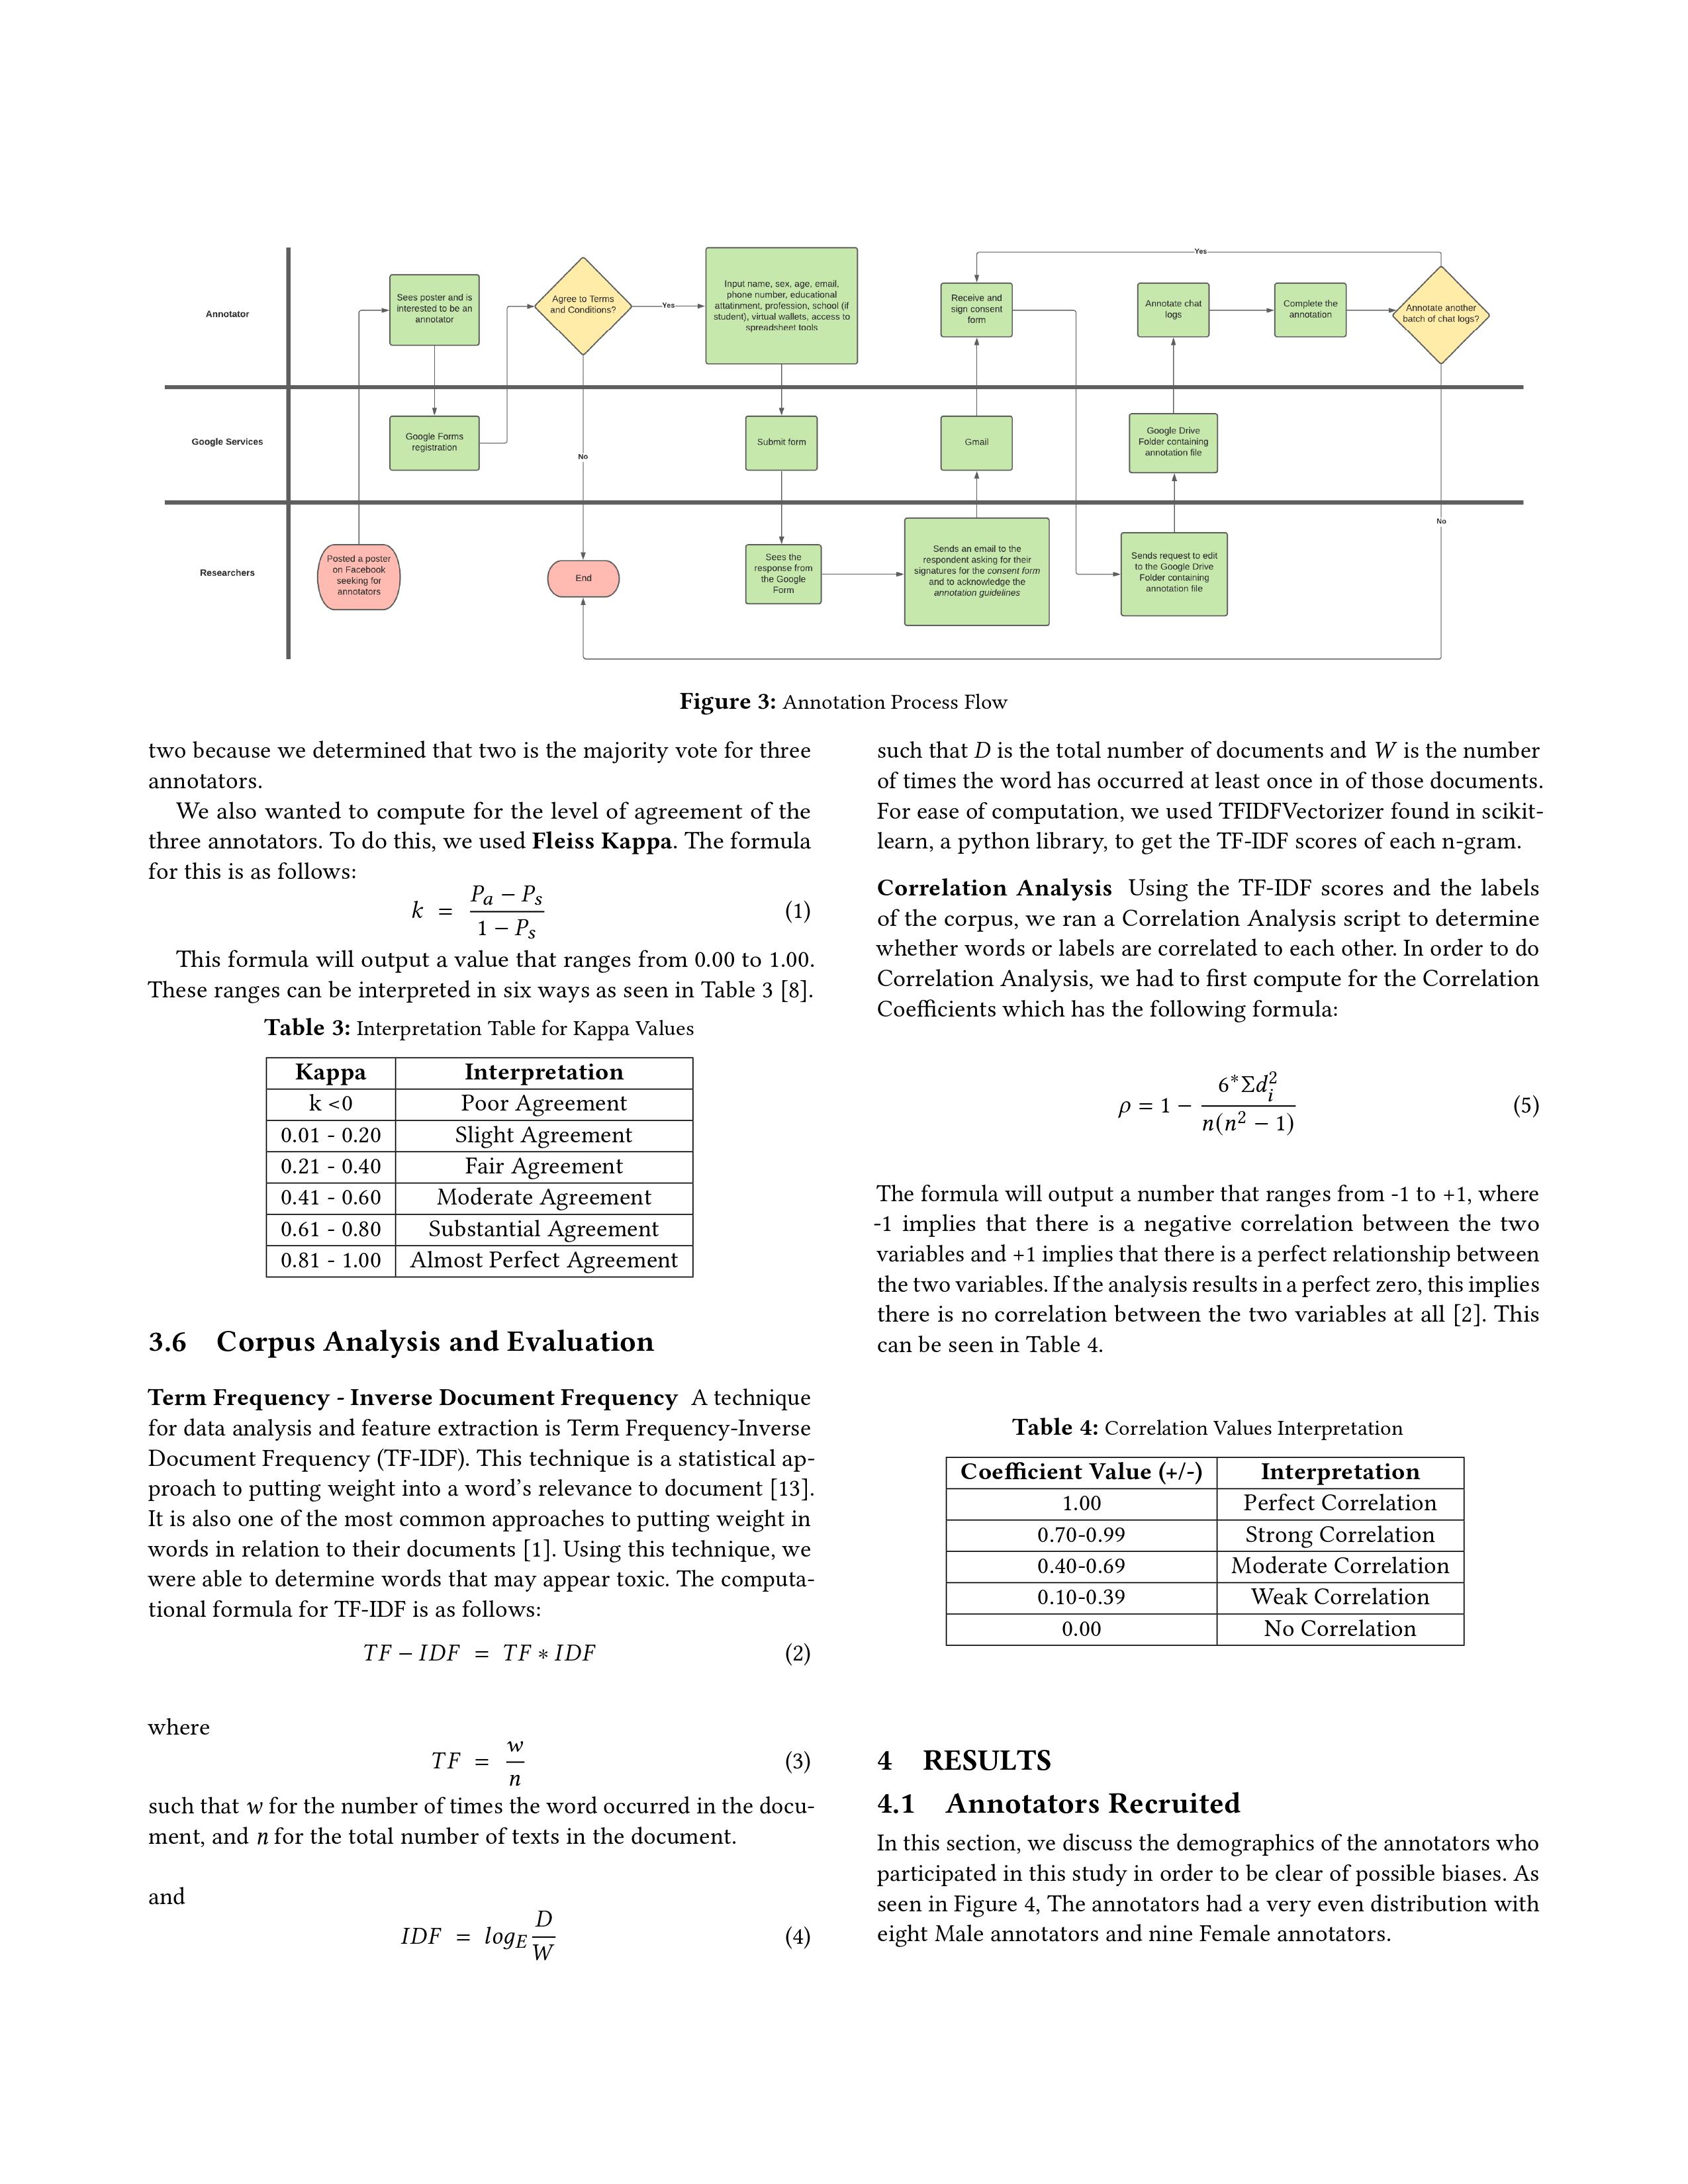 Annotator
Sees poster and is
interested to be an
annotator
Agree to Terms
and Conditions?
Yes
Input name, sex, age, email,
phone number, educational
attatinment, profession, school (if
student), virtual wallets, access to
spreadsheet tools
Receive and
sign consent
form
Yes
Annotate chat
logs
Complete the
annotation
Annotate another
batch of chat logs?
Google Services
Google Forms
registration
No
Submit form
Gmail
Google Drive
Folder containing
annotation file
No
Researchers
Posted a poster
on Facebook
seeking for
annotators
End
Sees the
response from
the Google
Form
Sends an email to the
respondent asking for their
signatures for the consent form
and to acknowledge the
annotation guidelines
Sends request to edit
to the Google Drive
Folder containing
annotation file
Figure 3: Annotation Process Flow
two because we determined that two is the majority vote for three
annotators.
We also wanted to compute for the level of agreement of the
three annotators. To do this, we used Fleiss Kappa. The formula
for this is as follows:
k = (P_a − P_s) / (1 − P_s) (1)
This formula will output a value that ranges from 0.00 to 1.00.
These ranges can be interpreted in six ways as seen in Table 3 [8].
Table 3: Interpretation Table for Kappa Values
Kappa Interpretation
k <0 Poor Agreement
0.01 - 0.20 Slight Agreement
0.21 - 0.40 Fair Agreement
0.41 - 0.60 Moderate Agreement
0.61 - 0.80 Substantial Agreement
0.81 - 1.00 Almost Perfect Agreement
3.6 Corpus Analysis and Evaluation
Term Frequency - Inverse Document Frequency A technique
for data analysis and feature extraction is Term Frequency-Inverse
Document Frequency (TF-IDF). This technique is a statistical ap-
proach to putting weight into a word's relevance to document [13].
It is also one of the most common approaches to putting weight in
words in relation to their documents [1]. Using this technique, we
were able to determine words that may appear toxic. The computa-
tional formula for TF-IDF is as follows:
TF − IDF = TF ∗ IDF (2)
where
TF = w / n (3)
such that w for the number of times the word occurred in the docu-
ment, and n for the total number of texts in the document.
and
IDF = log_E D / W (4)
such that D is the total number of documents and W is the number
of times the word has occurred at least once in of those documents.
For ease of computation, we used TFIDFVectorizer found in scikit-
learn, a python library, to get the TF-IDF scores of each n-gram.
Correlation Analysis Using the TF-IDF scores and the labels
of the corpus, we ran a Correlation Analysis script to determine
whether words or labels are correlated to each other. In order to do
Correlation Analysis, we had to first compute for the Correlation
Coefficients which has the following formula:
ρ = 1 − 6*Σd_i^2 / n(n^2 − 1) (5)
The formula will output a number that ranges from -1 to +1, where
-1 implies that there is a negative correlation between the two
variables and +1 implies that there is a perfect relationship between
the two variables. If the analysis results in a perfect zero, this implies
there is no correlation between the two variables at all [2]. This
can be seen in Table 4.
Table 4: Correlation Values Interpretation
Coefficient Value (+/-) Interpretation
1.00 Perfect Correlation
0.70-0.99 Strong Correlation
0.40-0.69 Moderate Correlation
0.10-0.39 Weak Correlation
0.00 No Correlation
4 RESULTS
4.1 Annotators Recruited
In this section, we discuss the demographics of the annotators who
participated in this study in order to be clear of possible biases. As
seen in Figure 4, The annotators had a very even distribution with
eight Male annotators and nine Female annotators.